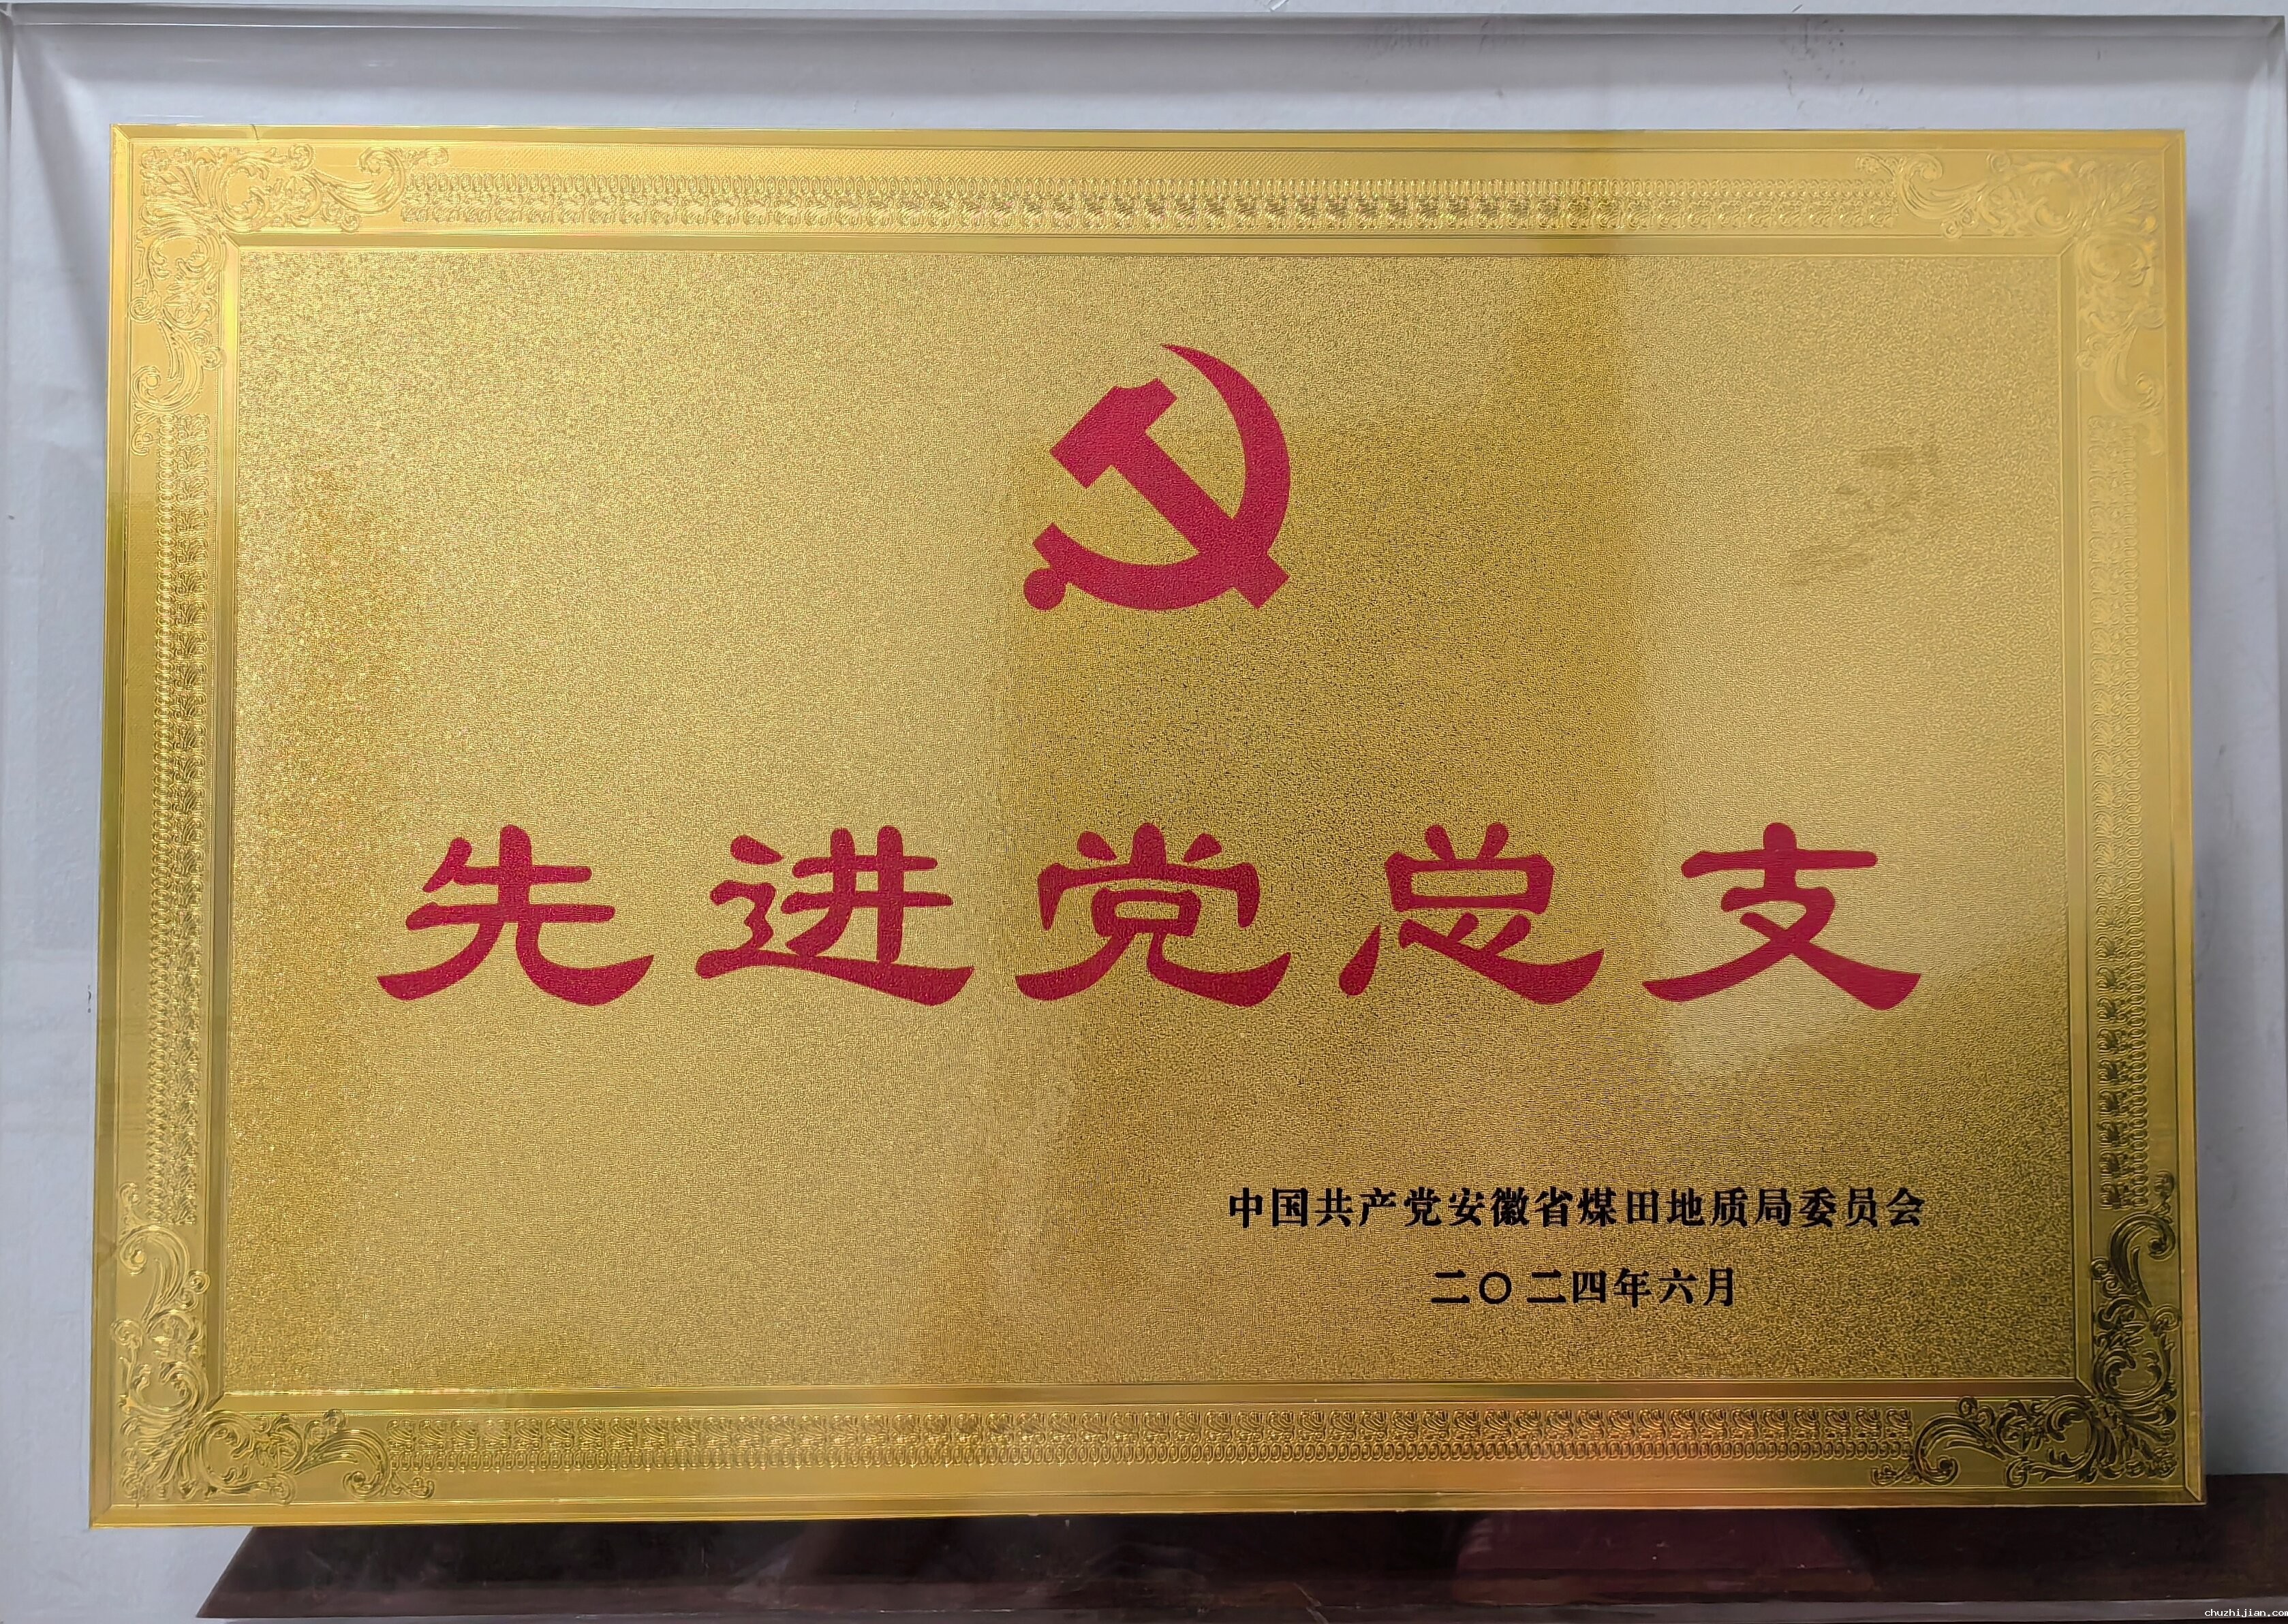 先进党总支
中国共产党安徽省煤田地质局委员会
二〇二四年六月
chuzhijian.com